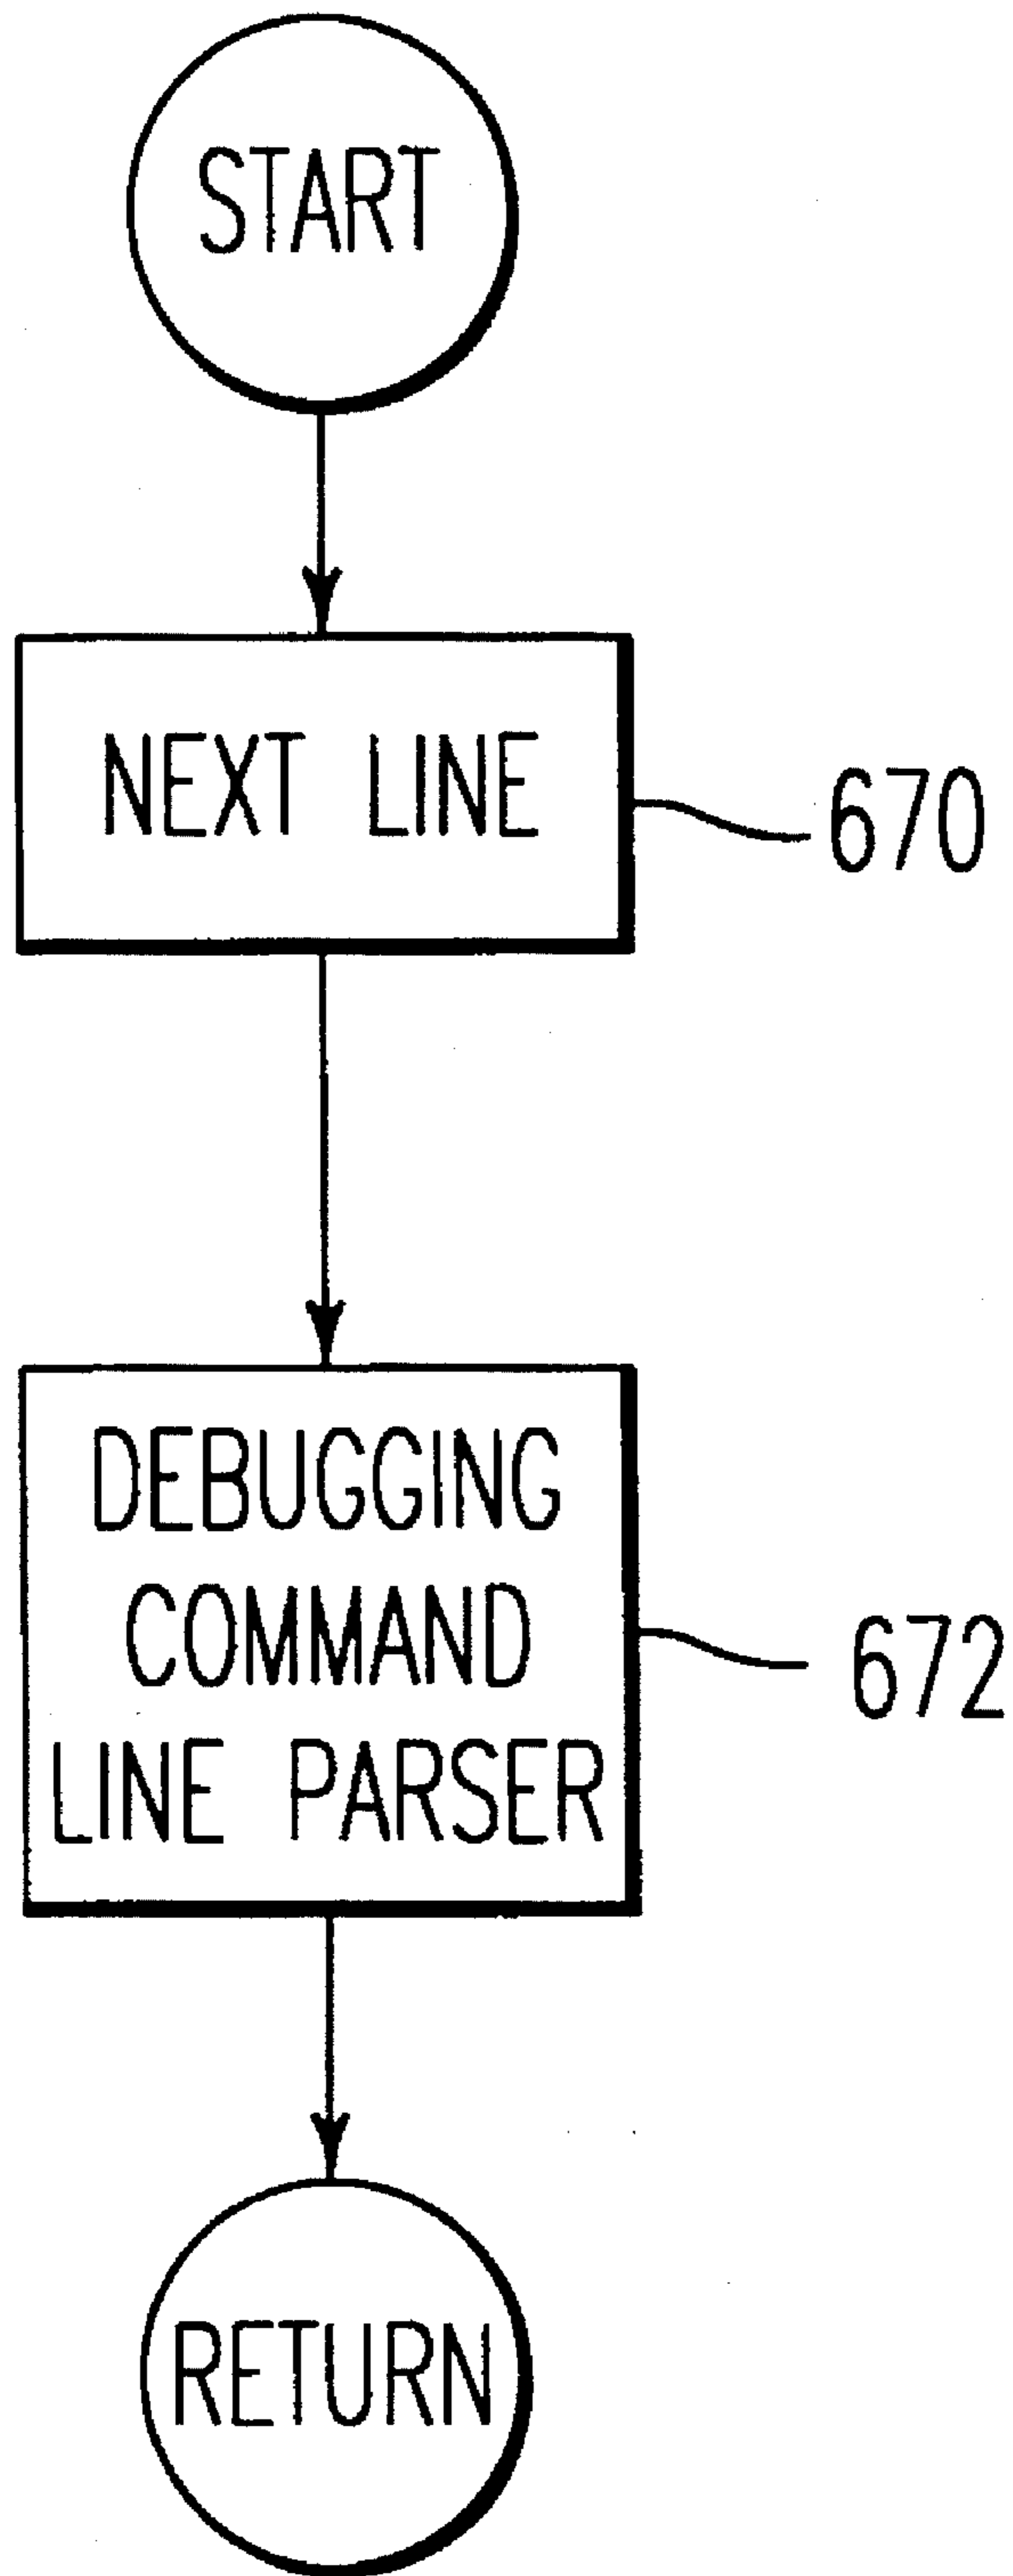 START
NEXT LINE
670
DEBUGGING
COMMAND
LINE PARSER
672
RETURN